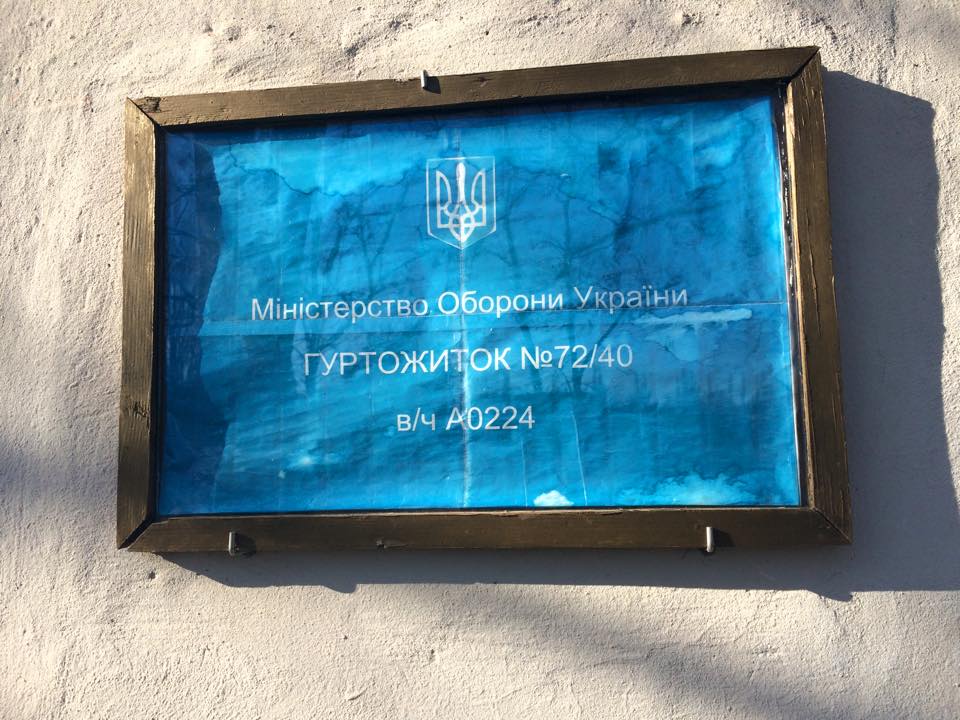 Міністерство Оборони України
ГУРТОЖИТОК №72/40
в/ч А0224